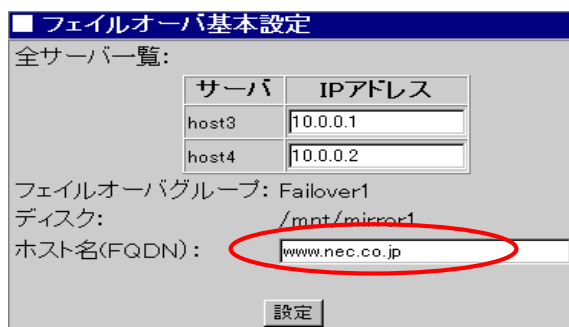 ■ フェイルオーバ基本設定
全サーバ一覧:
サーバ IPアドレス
host3 10.0.0.1
host4 10.0.0.2
フェイルオーバグループ: Failover1
ディスク: /mnt/mirror1
ホスト名(FQDN): www.nec.co.jp
設定